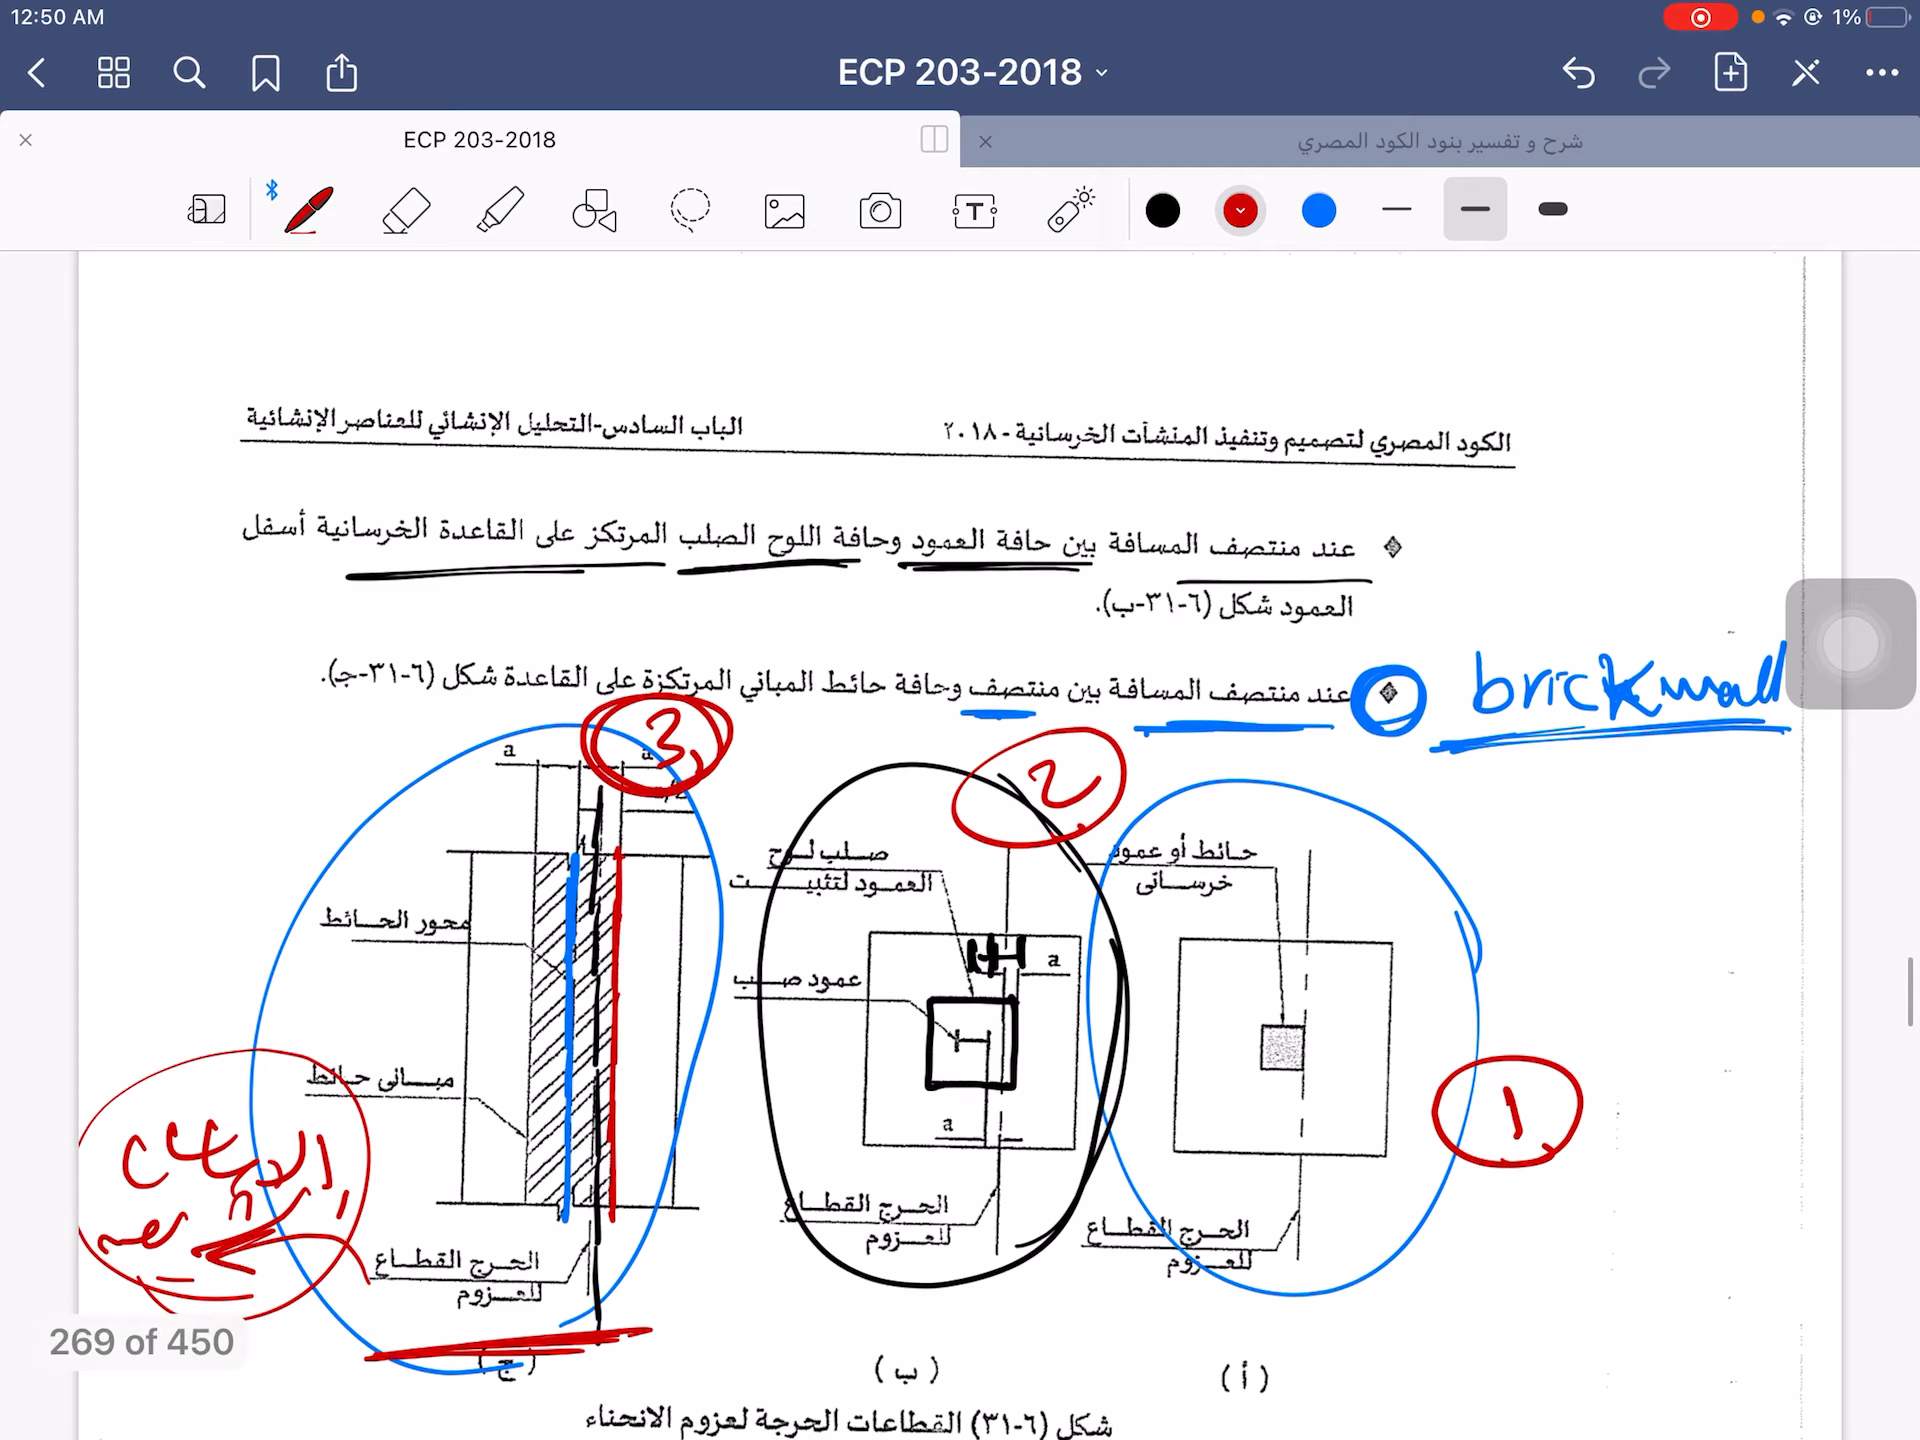 12:50 AM
1%
ECP 203-2018
ECP 203-2018
شرح و تفسير بنود الكود المصري
الكود المصري لتصميم وتنفيذ المنشآت الخرسانية - ٢٠١٨
الباب السادس-التحليل الإنشائي للعناصر الإنشائية
عند منتصف المسافة بين حافة العمود وحافة اللوح الصلب المرتكز على القاعدة الخرسانية أسفل
العمود شكل (٦-٣١-ب).
عند منتصف المسافة بين منتصف وحافة حائط المباني المرتكزة على القاعدة شكل (٦-٣١-ج).
brickwall
1
حائط أو عمود
خرسانى
الحرج القطاع
للعزوم
(أ)
2
صلب لوح
العمود لتثبيت
a
عمود صلب
a
الحرج القطاع
للعزوم
(ب)
3
a
a
محور الحائط
مبانى حائط
الحرج القطاع
للعزوم
(ج)
شكل (٦-٣١) القطاعات الحرجة لعزوم الانحناء
269 of 450